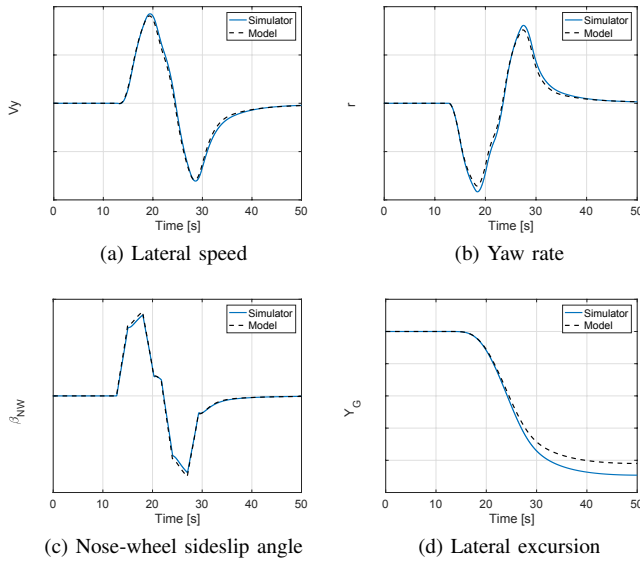 Simulator
Model
Vy
0 10 20 30 40 50
Time [s]
(a) Lateral speed
Simulator
Model
r
0 10 20 30 40 50
Time [s]
(b) Yaw rate
Simulator
Model
β_NW
0 10 20 30 40 50
Time [s]
(c) Nose-wheel sideslip angle
Simulator
Model
Y_G
0 10 20 30 40 50
Time [s]
(d) Lateral excursion